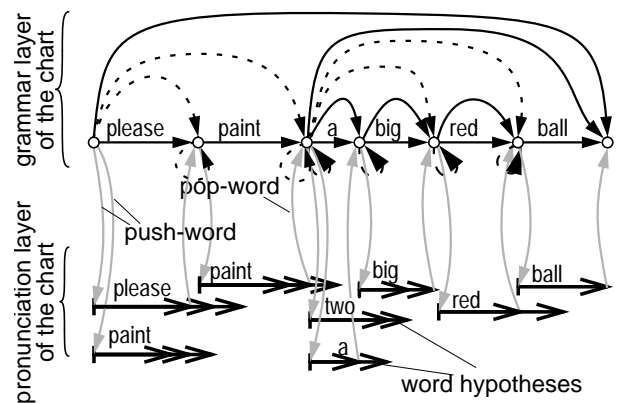 grammar layer
of the chart
please
paint
a
big
red
ball
pop-word
push-word
pronunciation layer
of the chart
please
paint
big
ball
two
red
paint
a
word hypotheses